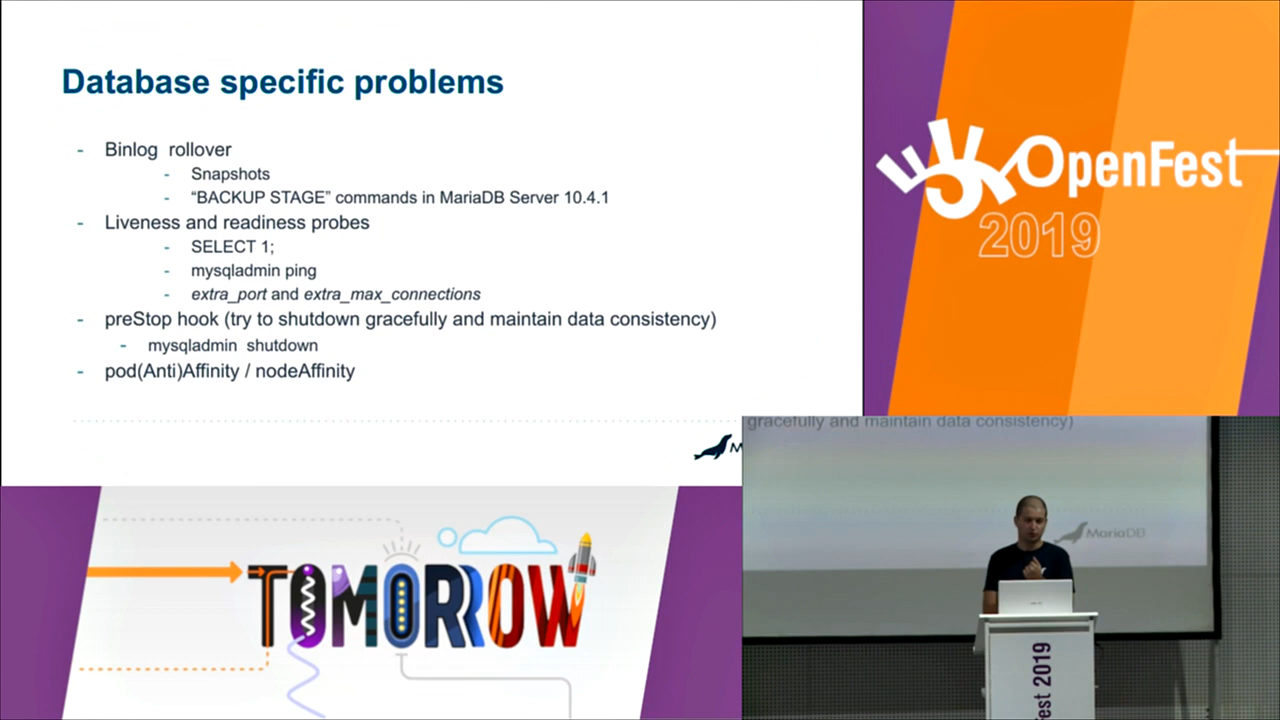 Database specific problems
- Binlog rollover
- Snapshots
- “BACKUP STAGE” commands in MariaDB Server 10.4.1
- Liveness and readiness probes
- SELECT 1;
- mysqladmin ping
- extra_port and extra_max_connections
- preStop hook (try to shutdown gracefully and maintain data consistency)
- mysqladmin shutdown
- pod(Anti)Affinity / nodeAffinity
OpenFest
2019
gracefully and maintain data consistency)
MariaDB
TOMORROW
est 2019